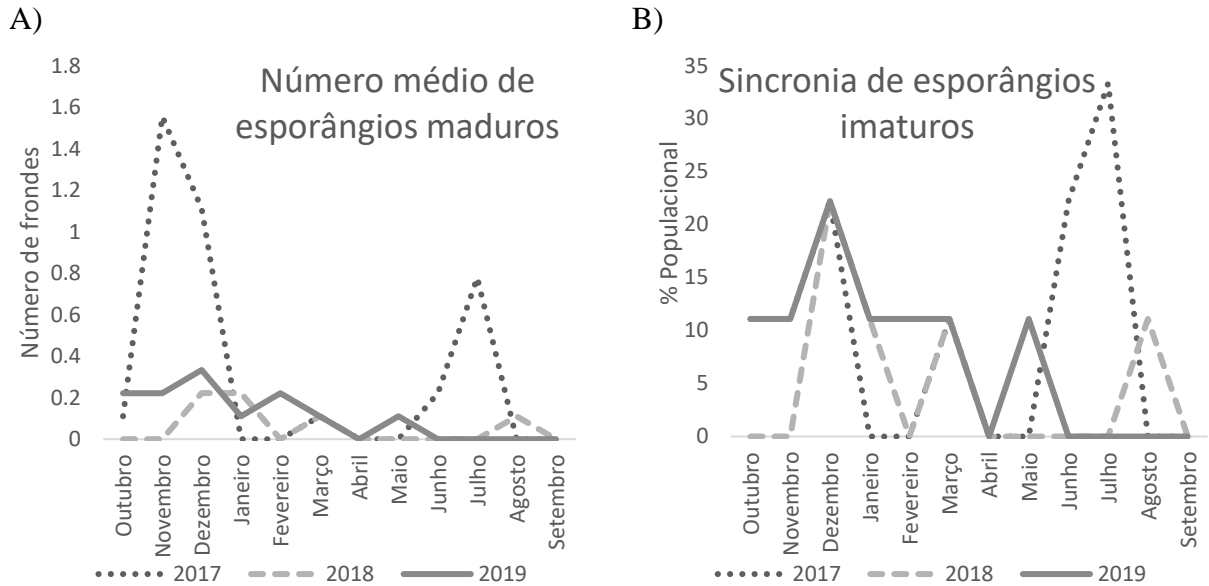 A)
Número médio de
esporângios maduros
Número de frondes
1.8
1.6
1.4
1.2
1
0.8
0.6
0.4
0.2
0
Outubro
Novembro
Dezembro
Janeiro
Fevereiro
Março
Abril
Maio
Junho
Julho
Agosto
Setembro
2017
2018
2019
B)
Sincronia de esporângios
imaturos
% Populacional
35
30
25
20
15
10
5
0
Outubro
Novembro
Dezembro
Janeiro
Fevereiro
Março
Abril
Maio
Junho
Julho
Agosto
Setembro
2017
2018
2019